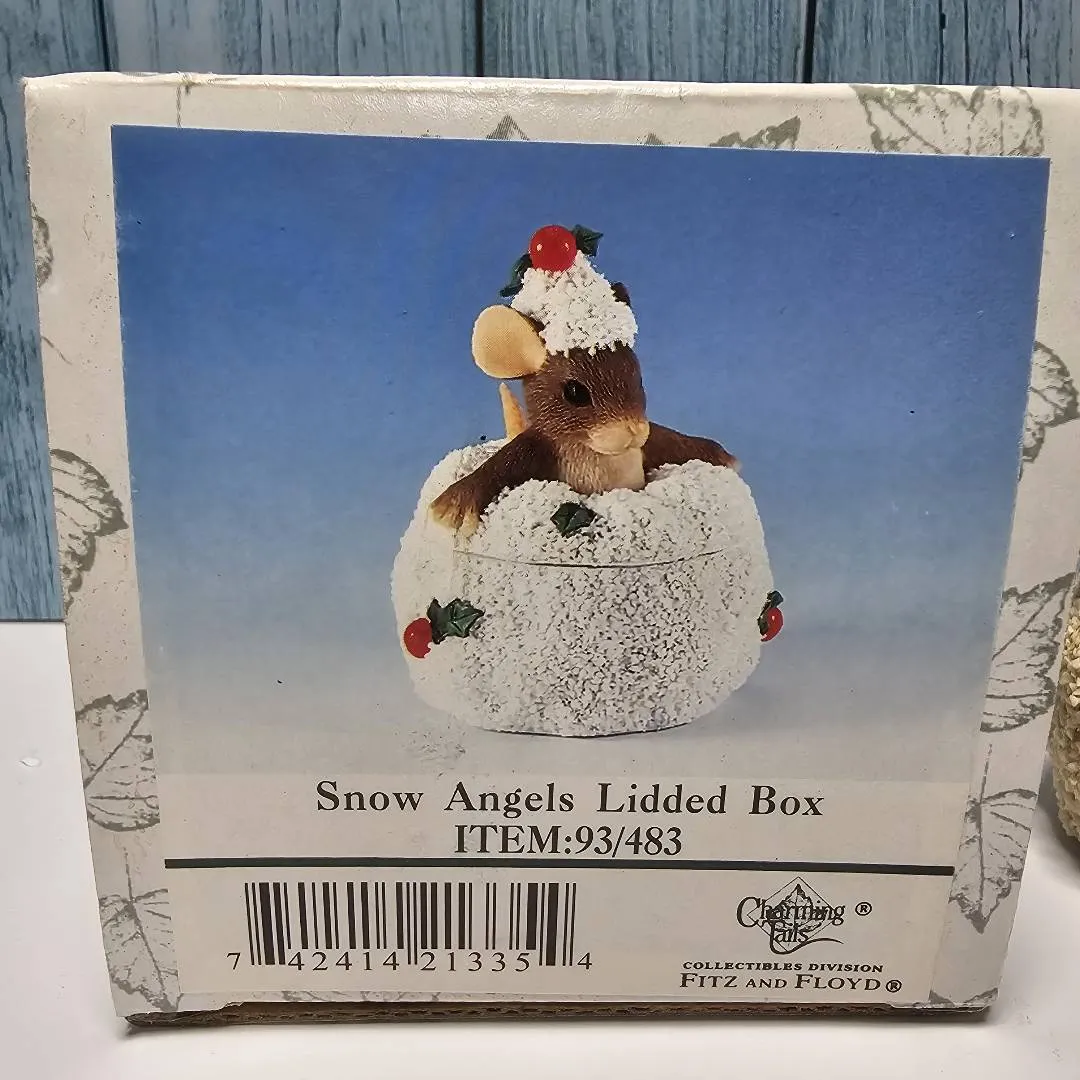 Snow Angels Lidded Box
ITEM:93/483
7 42414 21335 4
Charming ®
Tails
COLLECTIBLES DIVISION
FITZ AND FLOYD®